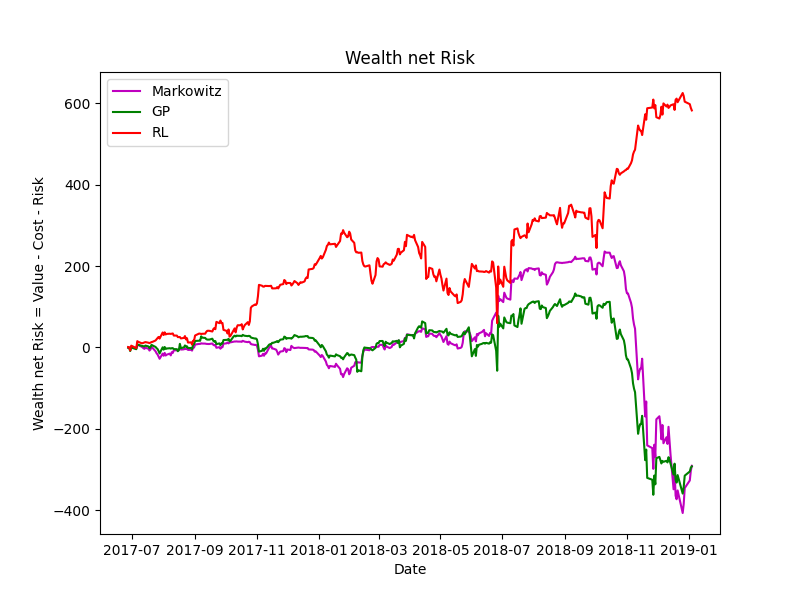 Wealth net Risk
Markowitz
GP
RL
Wealth net Risk = Value - Cost - Risk
600
400
200
0
−200
−400
2017-07 2017-09 2017-11 2018-01 2018-03 2018-05 2018-07 2018-09 2018-11 2019-01
Date